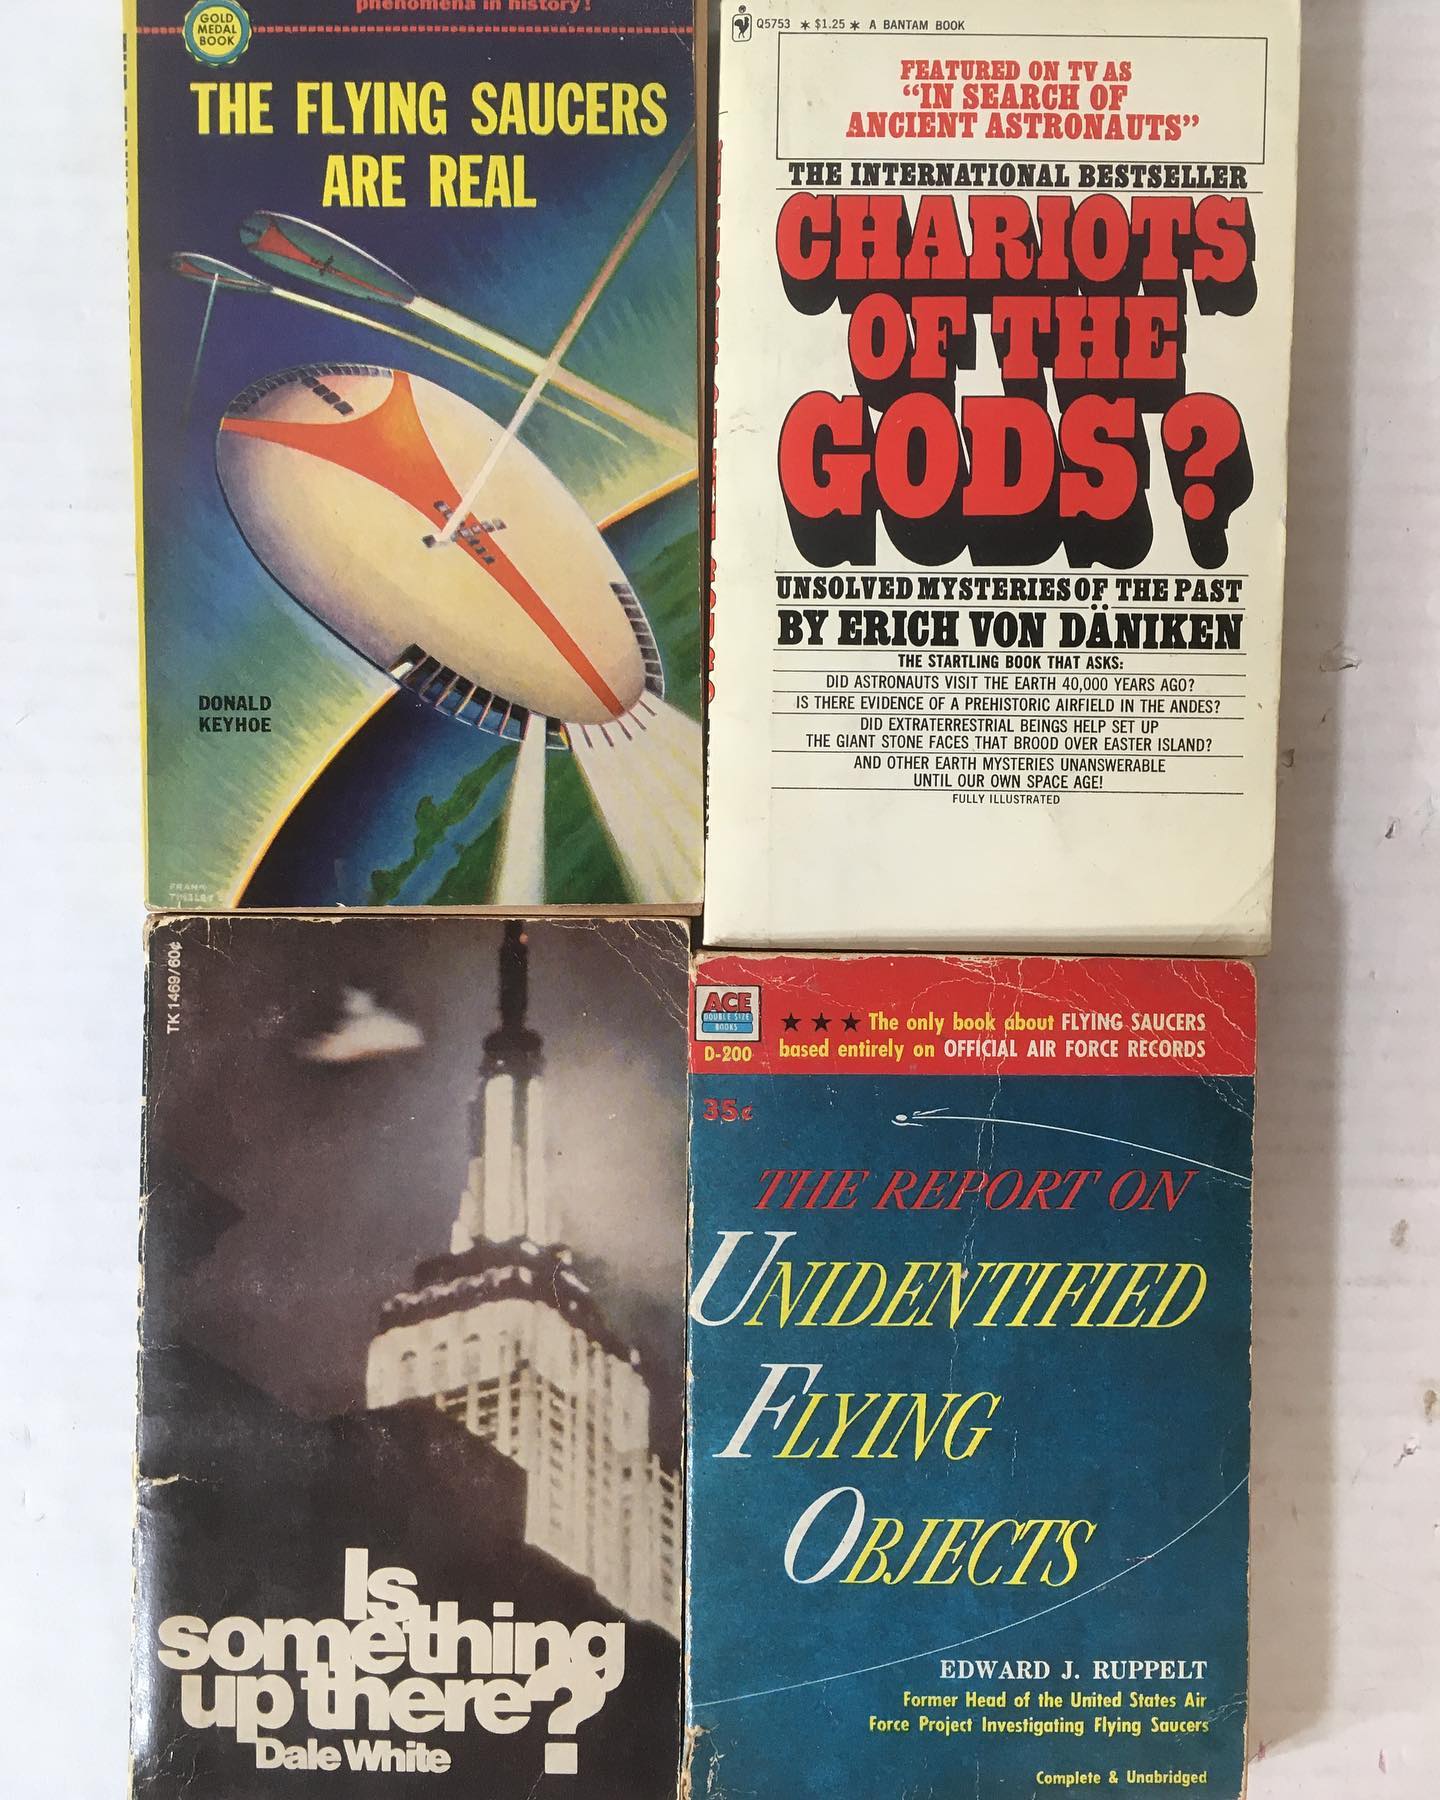 phenomena in history!
GOLD
MEDAL
BOOK
THE FLYING SAUCERS
ARE REAL
DONALD
KEYHOE
FRANK
TINSLEY
Q5753 * $1.25 * A BANTAM BOOK
FEATURED ON TV AS
“IN SEARCH OF
ANCIENT ASTRONAUTS”
THE INTERNATIONAL BESTSELLER
CHARIOTS
OF THE
GODS?
UNSOLVED MYSTERIES OF THE PAST
BY ERICH VON DÄNIKEN
THE STARTLING BOOK THAT ASKS:
DID ASTRONAUTS VISIT THE EARTH 40,000 YEARS AGO?
IS THERE EVIDENCE OF A PREHISTORIC AIRFIELD IN THE ANDES?
DID EXTRATERRESTRIAL BEINGS HELP SET UP
THE GIANT STONE FACES THAT BROOD OVER EASTER ISLAND?
AND OTHER EARTH MYSTERIES UNANSWERABLE
UNTIL OUR OWN SPACE AGE!
FULLY ILLUSTRATED
TK 1469/60¢
Is
something
up there?
Dale White
ACE
DOUBLE SIZE
BOOKS
D-200
★ ★ ★ The only book about FLYING SAUCERS
based entirely on OFFICIAL AIR FORCE RECORDS
35¢
THE REPORT ON
UNIDENTIFIED
FLYING
OBJECTS
EDWARD J. RUPPELT
Former Head of the United States Air
Force Project Investigating Flying Saucers
Complete & Unabridged